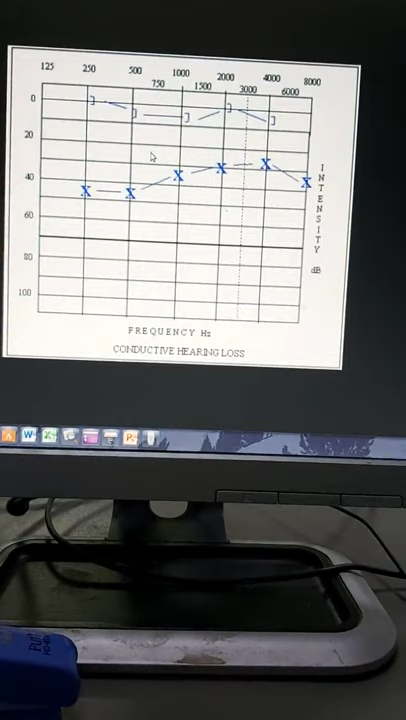 125 250 500 1000 2000 4000 8000
750 1500 3000 6000
0
20
40
60
80
100
INTENSITY
dB
FREQUENCY Hz
CONDUCTIVE HEARING LOSS